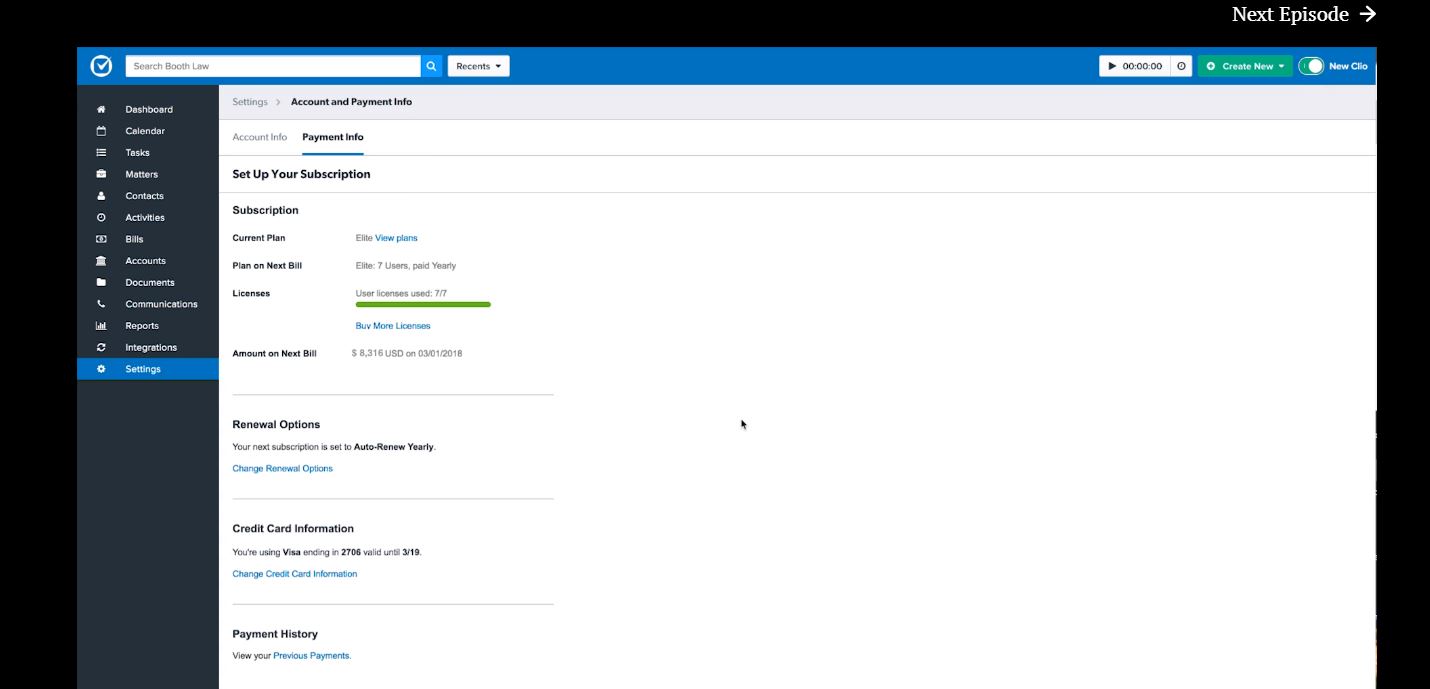 Next Episode →
Search Booth Law
Recents
00:00:00
Create New
New Clio
Dashboard
Calendar
Tasks
Matters
Contacts
Activities
Bills
Accounts
Documents
Communications
Reports
Integrations
Settings
Settings > Account and Payment Info
Account Info Payment Info
Set Up Your Subscription
Subscription
Current Plan Elite View plans
Plan on Next Bill Elite: 7 Users, paid Yearly
Licenses User licenses used: 7/7
Buy More Licenses
Amount on Next Bill $ 8,316 USD on 03/01/2018
Renewal Options
Your next subscription is set to Auto-Renew Yearly.
Change Renewal Options
Credit Card Information
You're using Visa ending in 2706 valid until 3/19.
Change Credit Card Information
Payment History
View your Previous Payments.